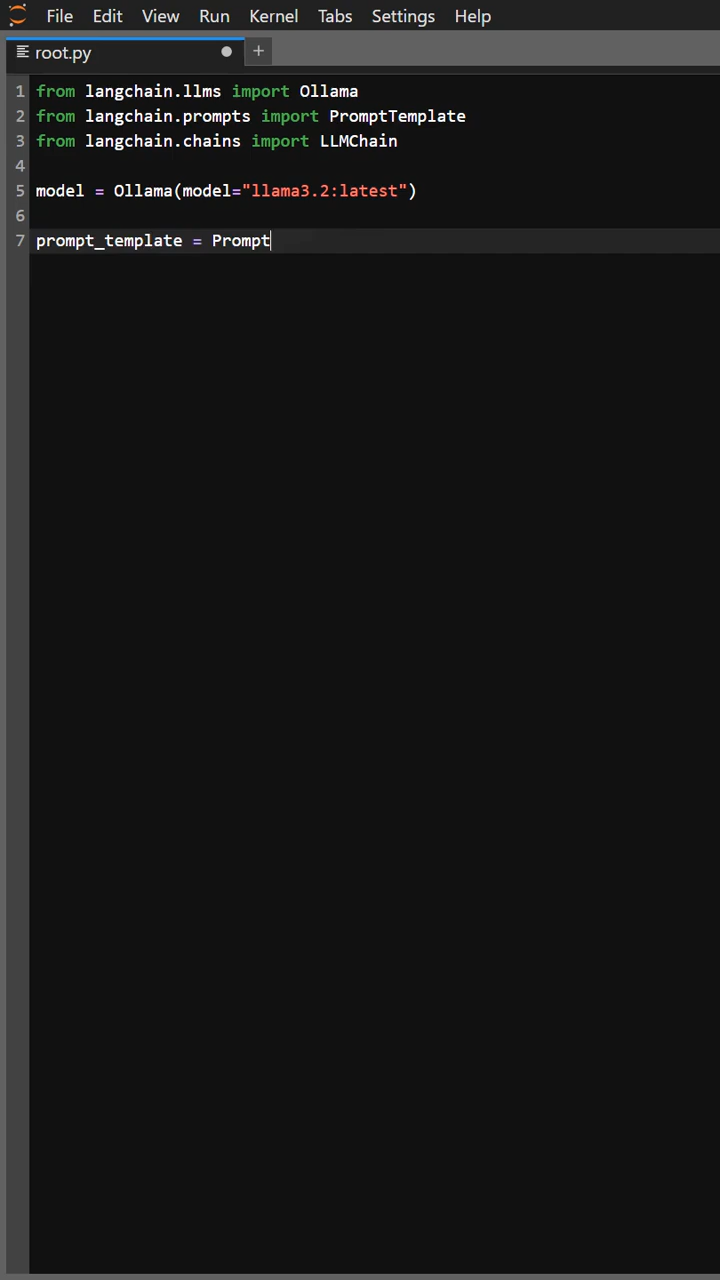 File Edit View Run Kernel Tabs Settings Help
root.py +
1 from langchain.llms import Ollama
2 from langchain.prompts import PromptTemplate
3 from langchain.chains import LLMChain
4
5 model = Ollama(model="llama3.2:latest")
6
7 prompt_template = Prompt